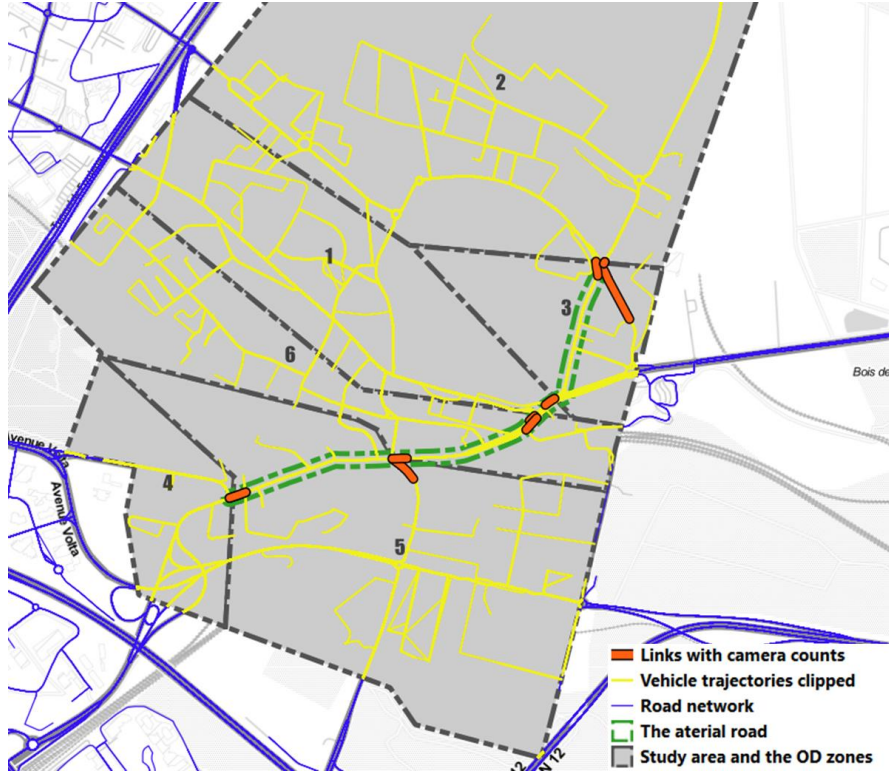 2
1
3
6
Bois de
Avenue Volta
4
Avenue Volta
5
N 12
N 12
Links with camera counts
Vehicle trajectories clipped
Road network
The aterial road
Study area and the OD zones